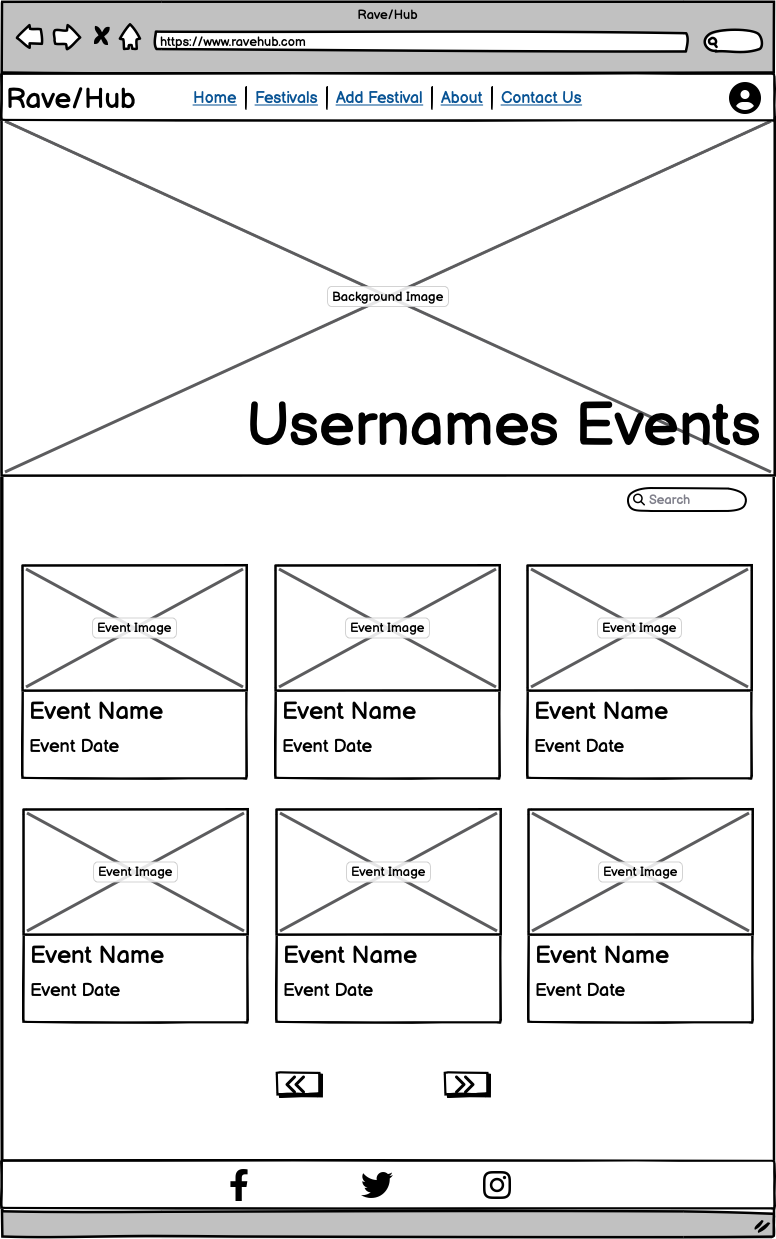 Rave/Hub
https://www.ravehub.com
Rave/Hub Home Festivals Add Festival About Contact Us
Background Image
Usernames Events
Search
Event Image Event Image Event Image
Event Name Event Name Event Name
Event Date Event Date Event Date
Event Image Event Image Event Image
Event Name Event Name Event Name
Event Date Event Date Event Date